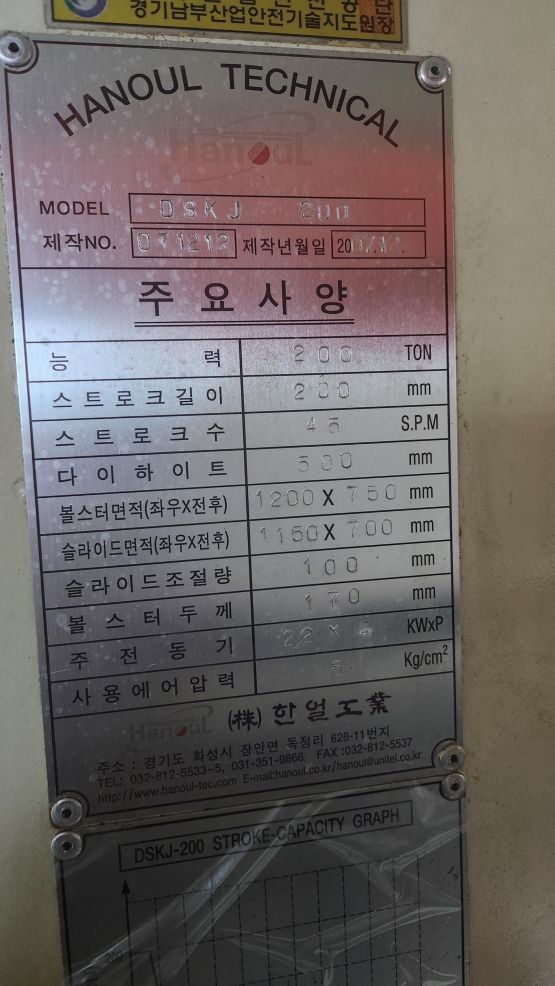 경기남부산업안전기술지도원장
HANOUL TECHNICAL
Hanoul
MODEL DSKJ 200
제작NO. 071212 제작년월일
주요사양
능 력 200 TON
스트로크길이 200 mm
스트로크수 45 S.P.M
다이하이트 500 mm
볼스터면적(좌우X전후) 1200 X 750 mm
슬라이드면적(좌우X전후) 1150 X 700 mm
슬라이드조절량 100 mm
볼스터두께 170 mm
주전동기 22 X 4 KWxP
사용에어압력 5 Kg/cm²
Hanoul (株) 한얼工業
주소 : 경기도 화성시 장안면 독정리 628-11번지
TEL: 032-812-5533~5, 031-351-9666 FAX :032-812-5537
http://www.hanoul-tec.com E-mail:hanoul.co.kr/hanoul@unitel.co.kr
DSKJ-200 STROKE-CAPACITY GRAPH
200